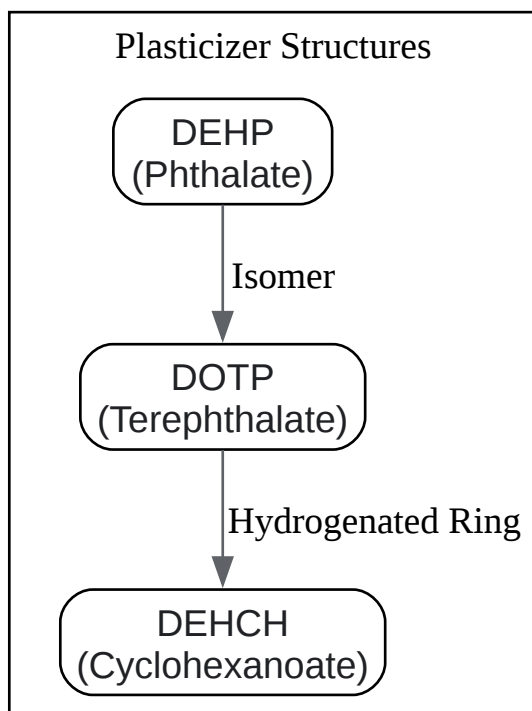 Plasticizer Structures
DEHP
(Phthalate)
Isomer
DOTP
(Terephthalate)
Hydrogenated Ring
DEHCH
(Cyclohexanoate)